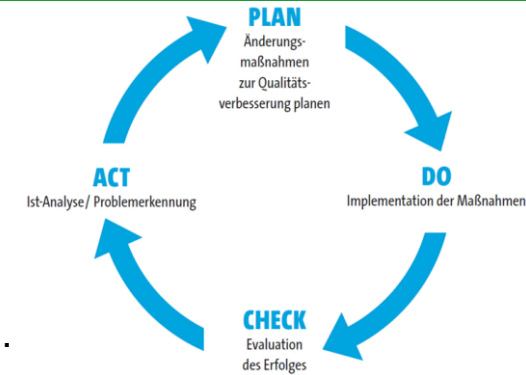 PLAN
Änderungs-
maßnahmen
zur Qualitäts-
verbesserung planen
DO
Implementation der Maßnahmen
CHECK
Evaluation
des Erfolges
ACT
Ist-Analyse / Problemerkennung
.